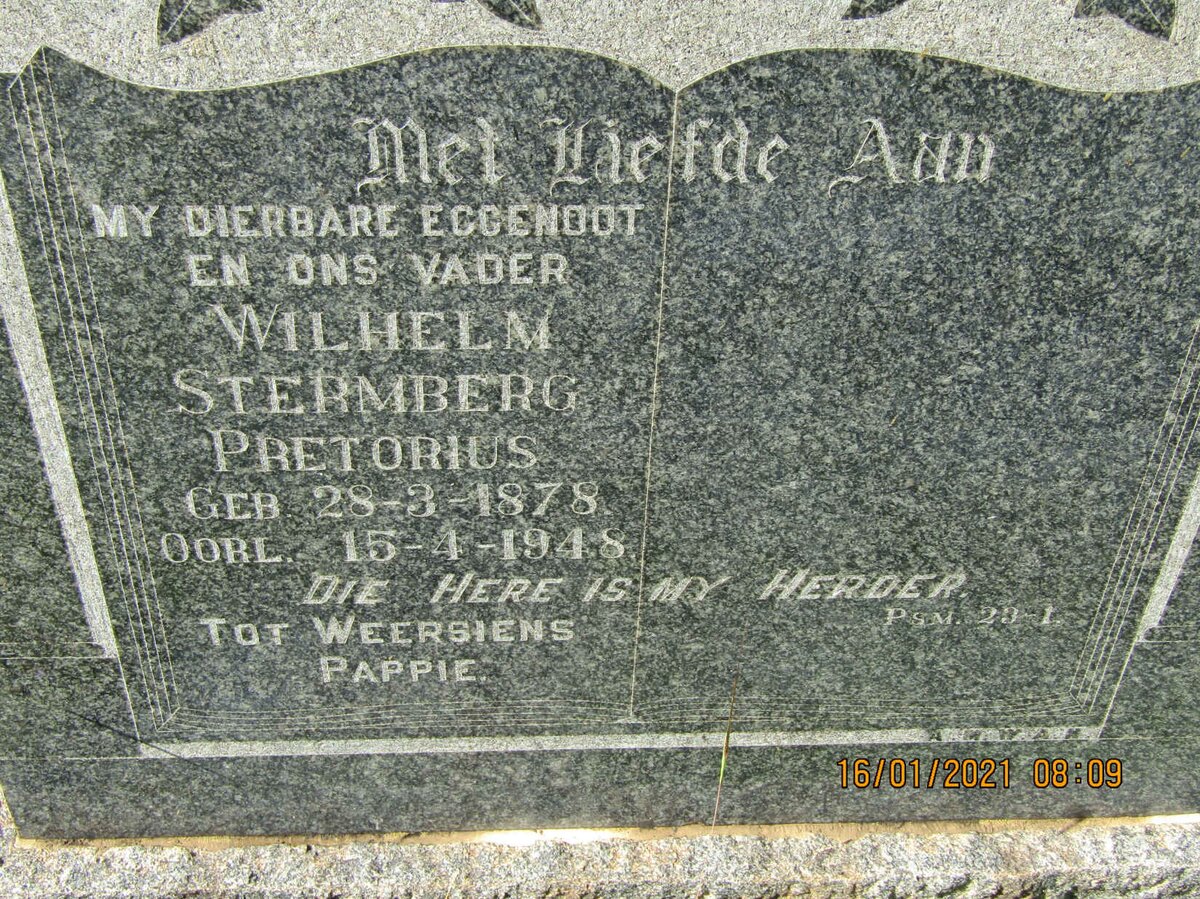 Met Liefde Aan
MY DIERBARE EGGENOOT
EN ONS VADER
WILHELM
STERMBERG
PRETORIUS
GEB 28-3-1878
OORL. 15-4-1948.
DIE HERE IS MY HERDER.
PSM. 23-1.
TOT WEERSIENS
PAPPIE.
16/01/2021 08:09